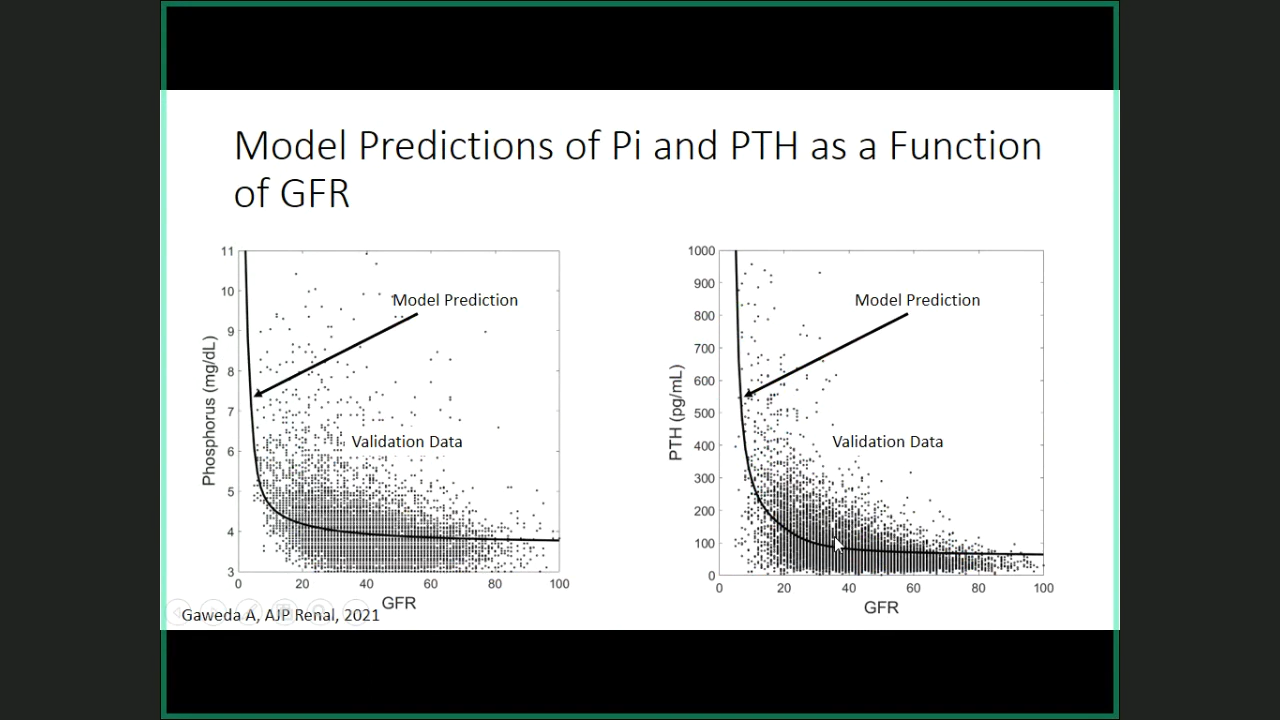 Model Predictions of Pi and PTH as a Function
of GFR
11
10
9
8
7
6
5
4
3
Phosphorus (mg/dL)
Model Prediction
Validation Data
0 20 40 60 80 100
GFR
1000
900
800
700
600
500
400
300
200
100
0
PTH (pg/mL)
Model Prediction
Validation Data
0 20 40 60 80 100
GFR
Gaweda A, AJP Renal, 2021